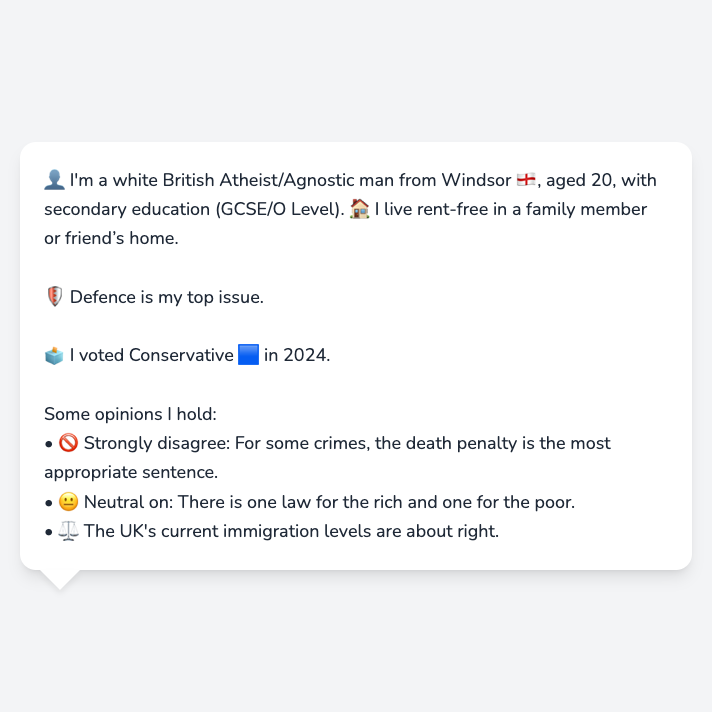 👤 I'm a white British Atheist/Agnostic man from Windsor 🏴󠁧󠁢󠁥󠁮󠁧󠁿, aged 20, with
secondary education (GCSE/O Level). 🏠 I live rent-free in a family member
or friend’s home.
🛡️ Defence is my top issue.
🗳️ I voted Conservative 🟦 in 2024.
Some opinions I hold:
• 🚫 Strongly disagree: For some crimes, the death penalty is the most
appropriate sentence.
• 😐 Neutral on: There is one law for the rich and one for the poor.
• ⚖️ The UK's current immigration levels are about right.